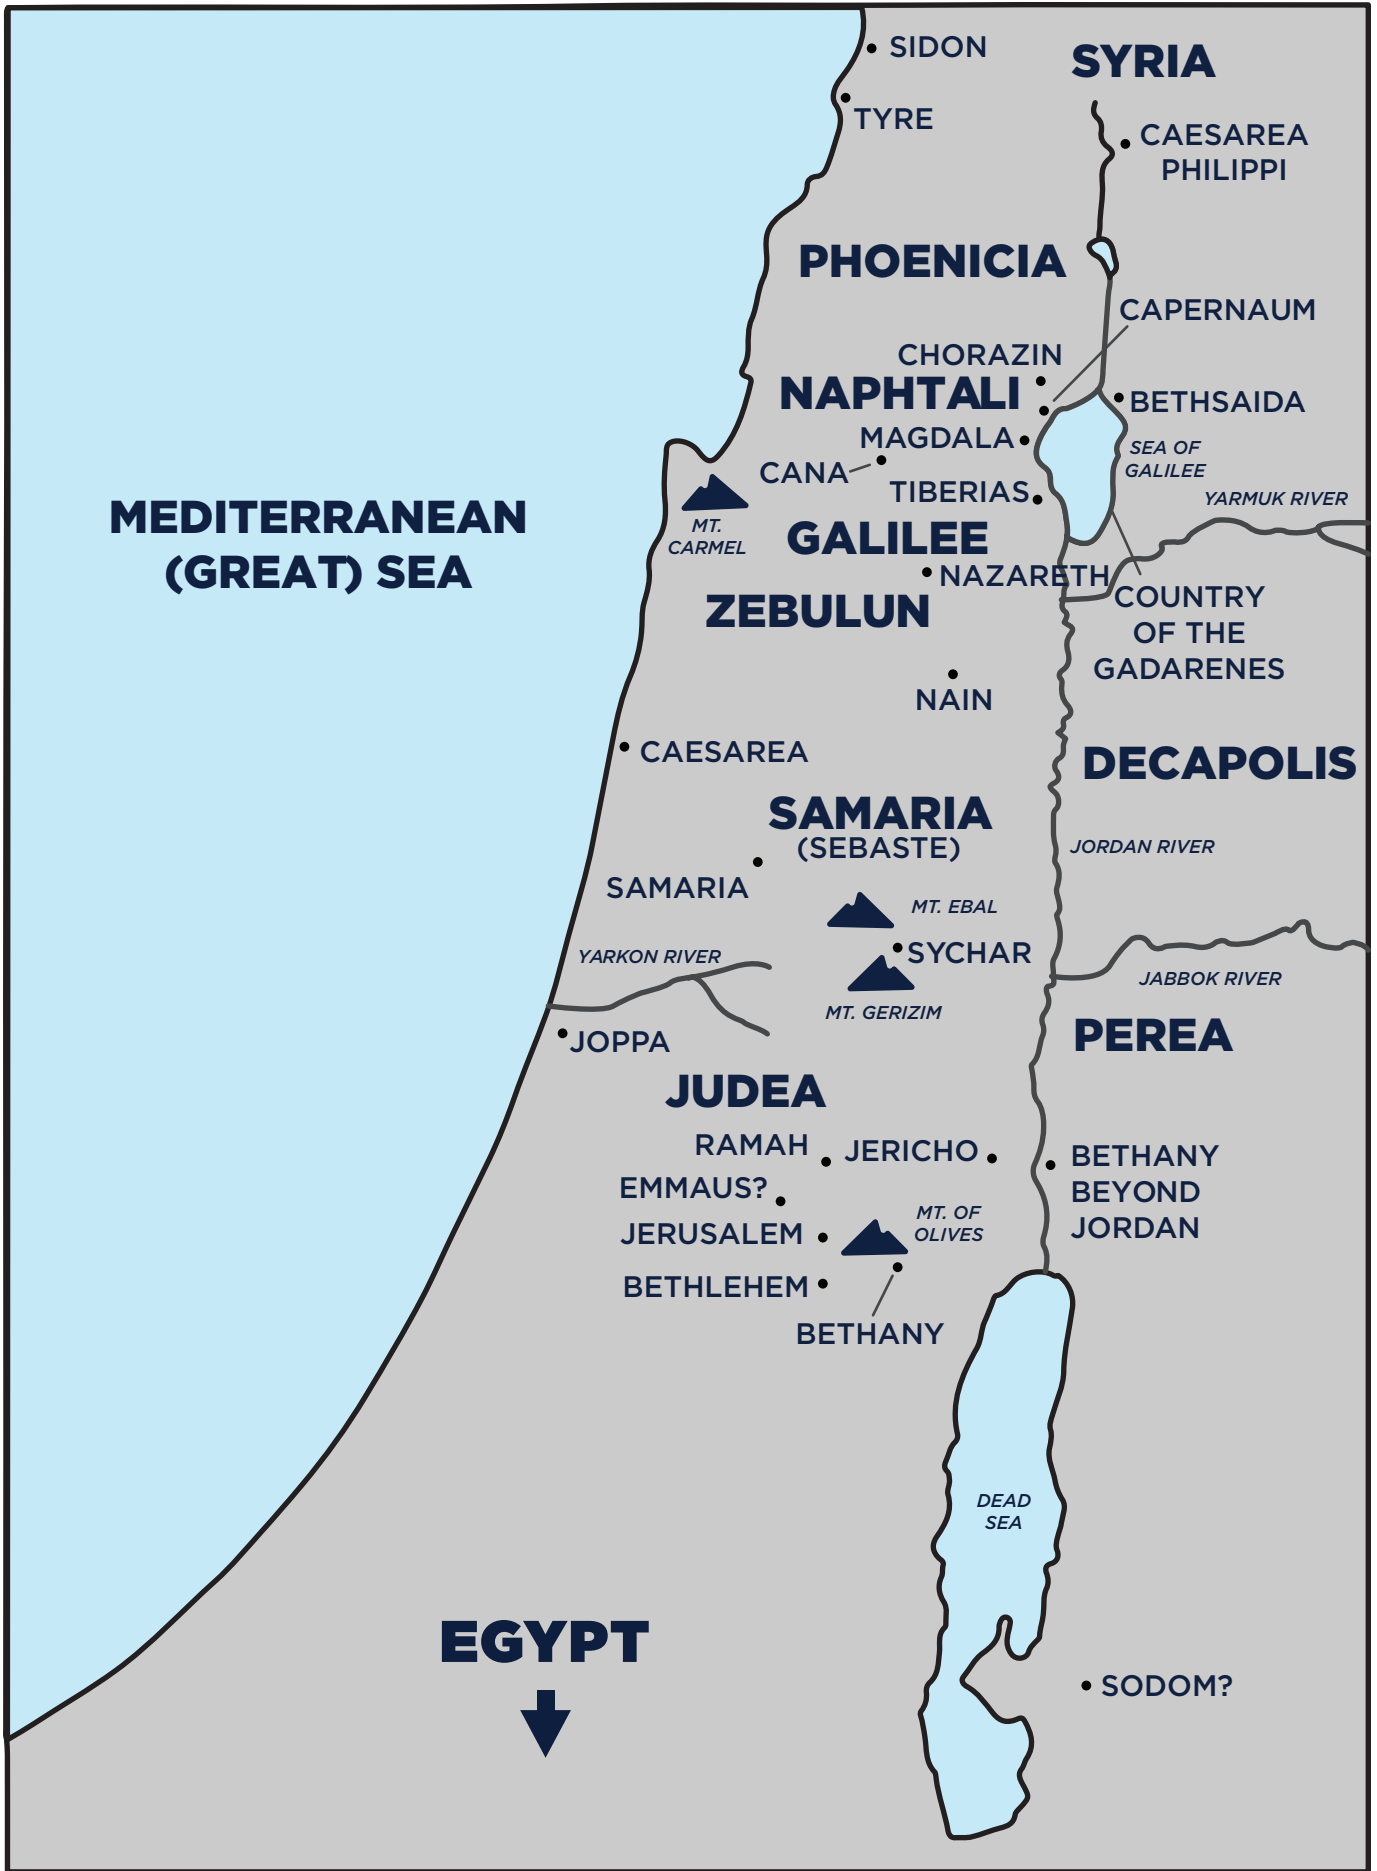 SIDON
SYRIA
TYRE
CAESAREA
PHILIPPI
PHOENICIA
CAPERNAUM
CHORAZIN
NAPHTALI
BETHSAIDA
MAGDALA
SEA OF
GALILEE
CANA
TIBERIAS
YARMUK RIVER
MEDITERRANEAN
(GREAT) SEA
MT.
CARMEL
GALILEE
NAZARETH
COUNTRY
OF THE
GADARENES
ZEBULUN
NAIN
CAESAREA
DECAPOLIS
SAMARIA
(SEBASTE)
JORDAN RIVER
SAMARIA
MT. EBAL
SYCHAR
YARKON RIVER
JABBOK RIVER
MT. GERIZIM
JOPPA
PEREA
JUDEA
RAMAH
JERICHO
BETHANY
BEYOND
JORDAN
EMMAUS?
MT. OF
OLIVES
JERUSALEM
BETHLEHEM
BETHANY
DEAD
SEA
EGYPT
SODOM?